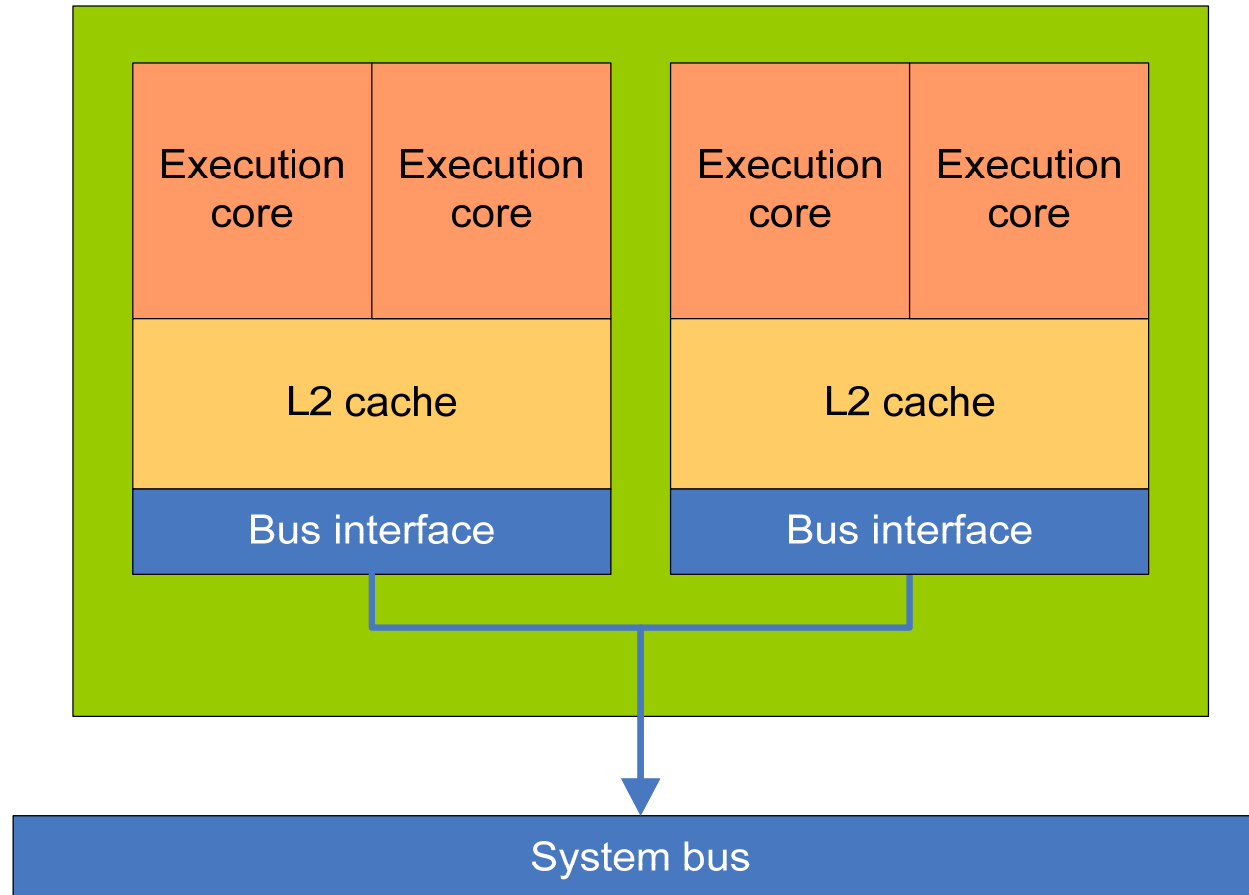 Execution
core
Execution
core
Execution
core
Execution
core
L2 cache
L2 cache
Bus interface
Bus interface
System bus